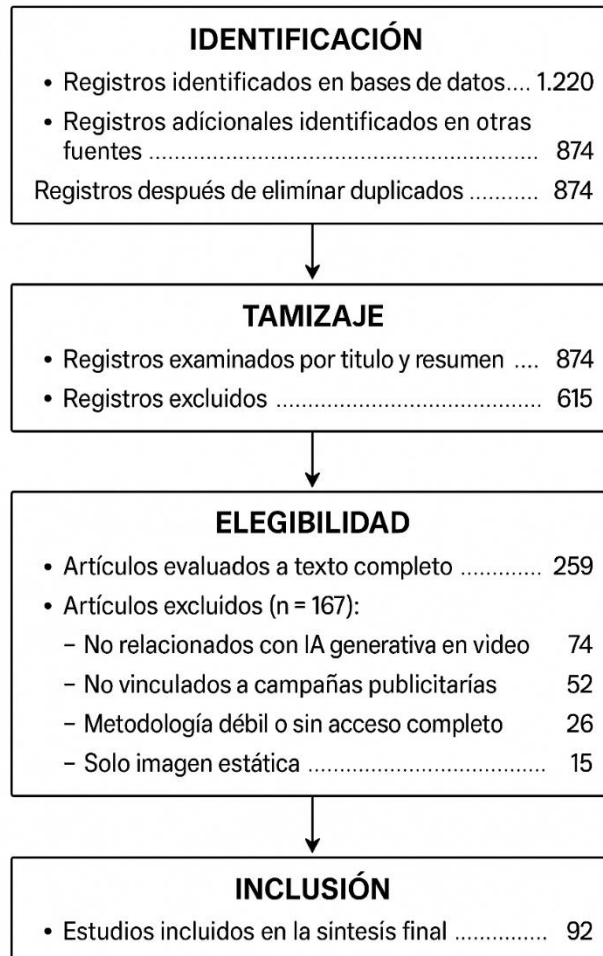 IDENTIFICACIÓN
• Registros identificados en bases de datos.... 1.220
• Registros adícionales identificados en otras
fuentes ................................................ 874
Registros después de elimínar duplicados .......... 874
TAMIZAJE
• Registros examinados por titulo y resumen .... 874
• Registros excluidos ..................................... 615
ELEGIBILIDAD
• Artículos evaluados a texto completo ............ 259
• Artículos excluídos (n = 167):
– No relacionados con IA generativa en vìdeo 74
– No vinculados a campañas publicitarías 52
– Metodología débil o sin acceso completo 26
– Solo imagen estática ................................. 15
INCLUSIÓN
• Estudios incluidos en la síntesis final .............. 92